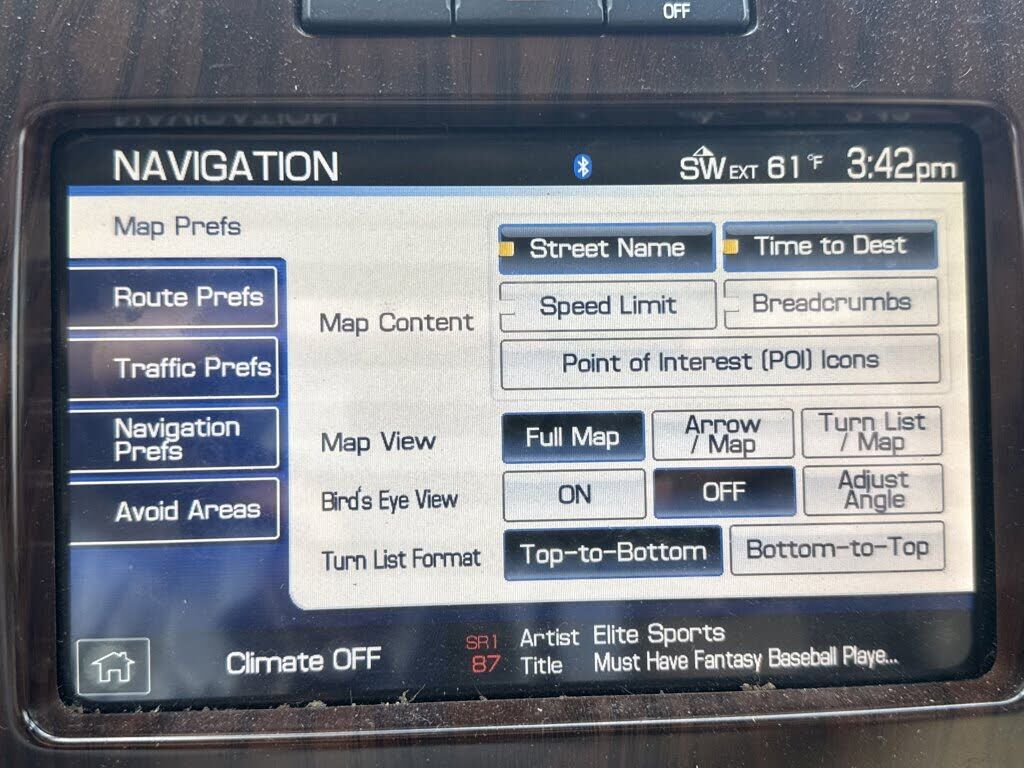 OFF
NAVIGATION
SW EXT 61 °F 3:42pm
Map Prefs
Route Prefs
Traffic Prefs
Navigation
Prefs
Avoid Areas
Map Content
Street Name
Time to Dest
Speed Limit
Breadcrumbs
Point of Interest (POI) Icons
Map View
Full Map
Arrow
/ Map
Turn List
/ Map
Bird's Eye View
ON
OFF
Adjust
Angle
Turn List Format
Top-to-Bottom
Bottom-to-Top
Climate OFF
SR1
87
Artist Elite Sports
Title Must Have Fantasy Baseball Playe...